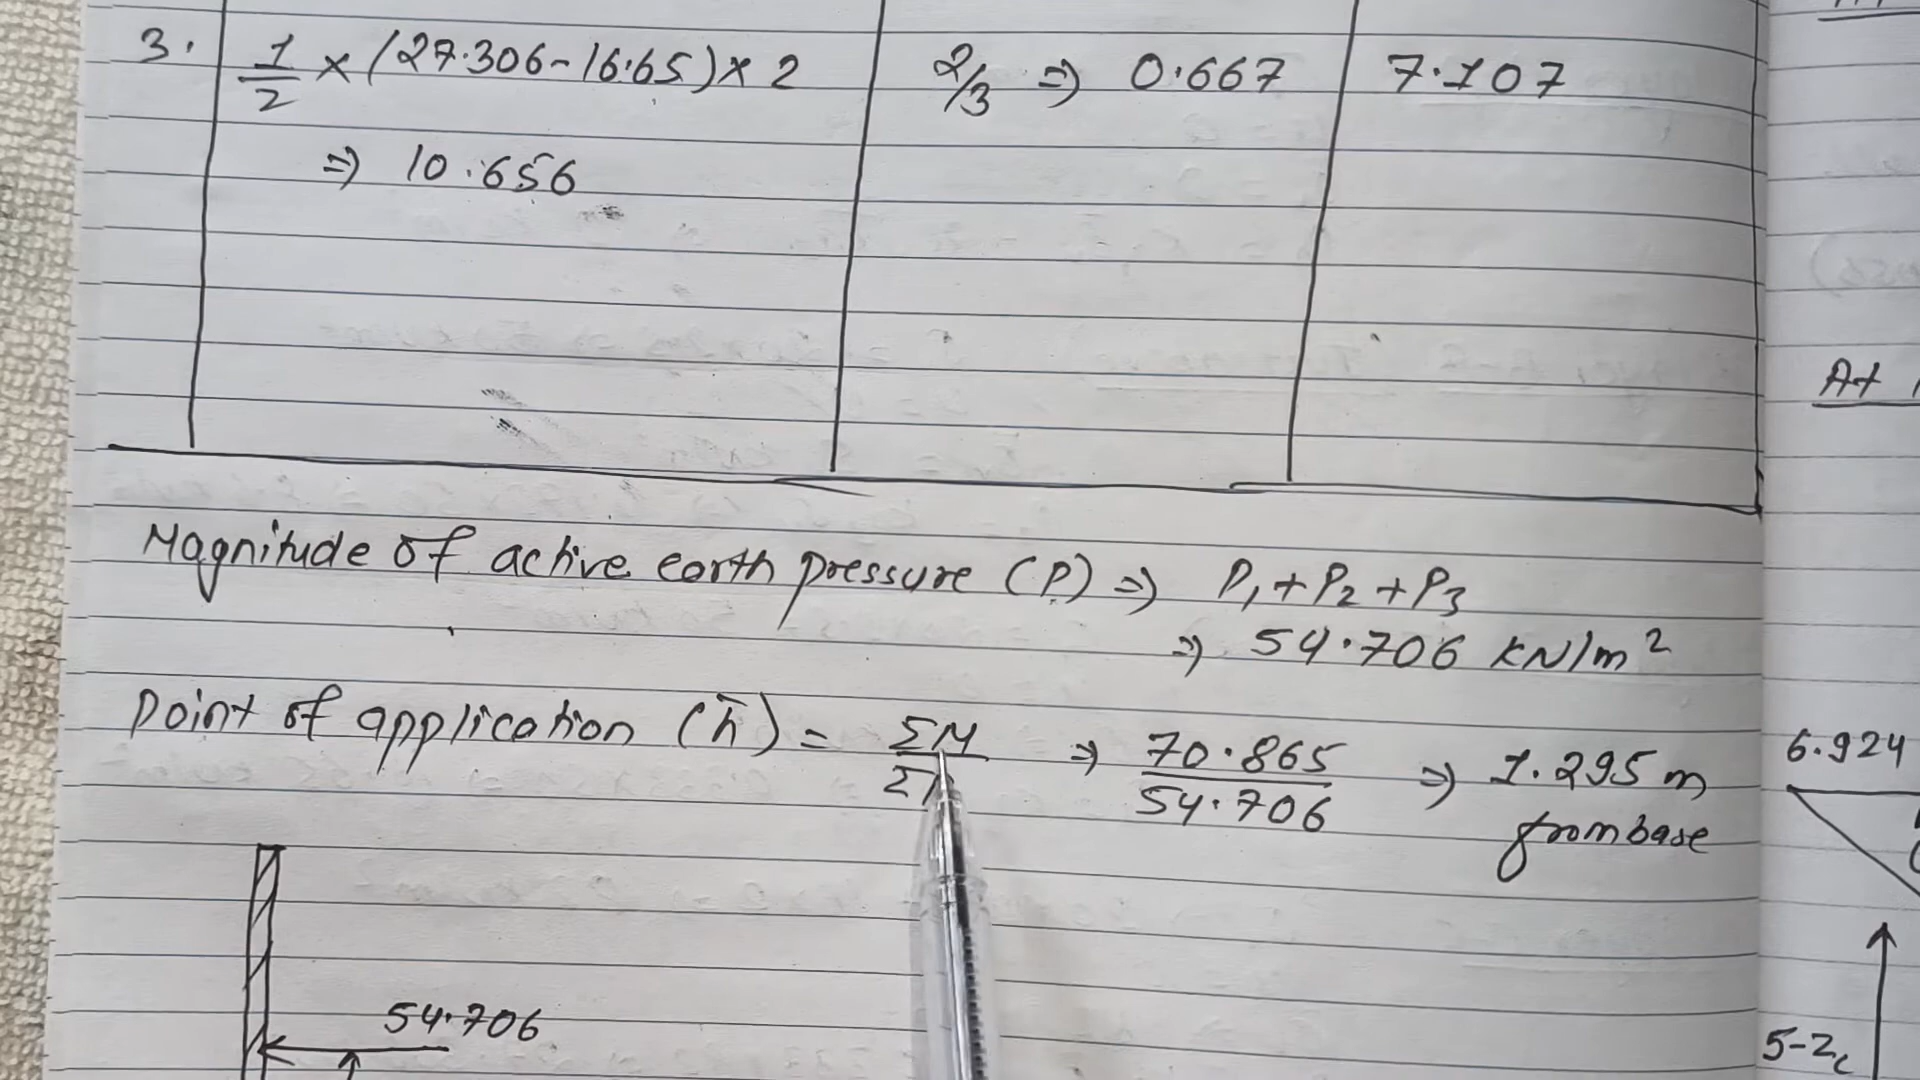 3. 1/2 × (27.306-16.65) × 2 2/3 ⇒ 0.667 7.107
⇒ 10.656
Magnitude of active earth pressure (P) ⇒ P1+P2+P3
⇒ 54.706 KN/m²
Point of application (h̄) = ΣM/Σ ⇒ 70.865/54.706 ⇒ 1.295 m
from base
54.706
At
6.924
5-Zc